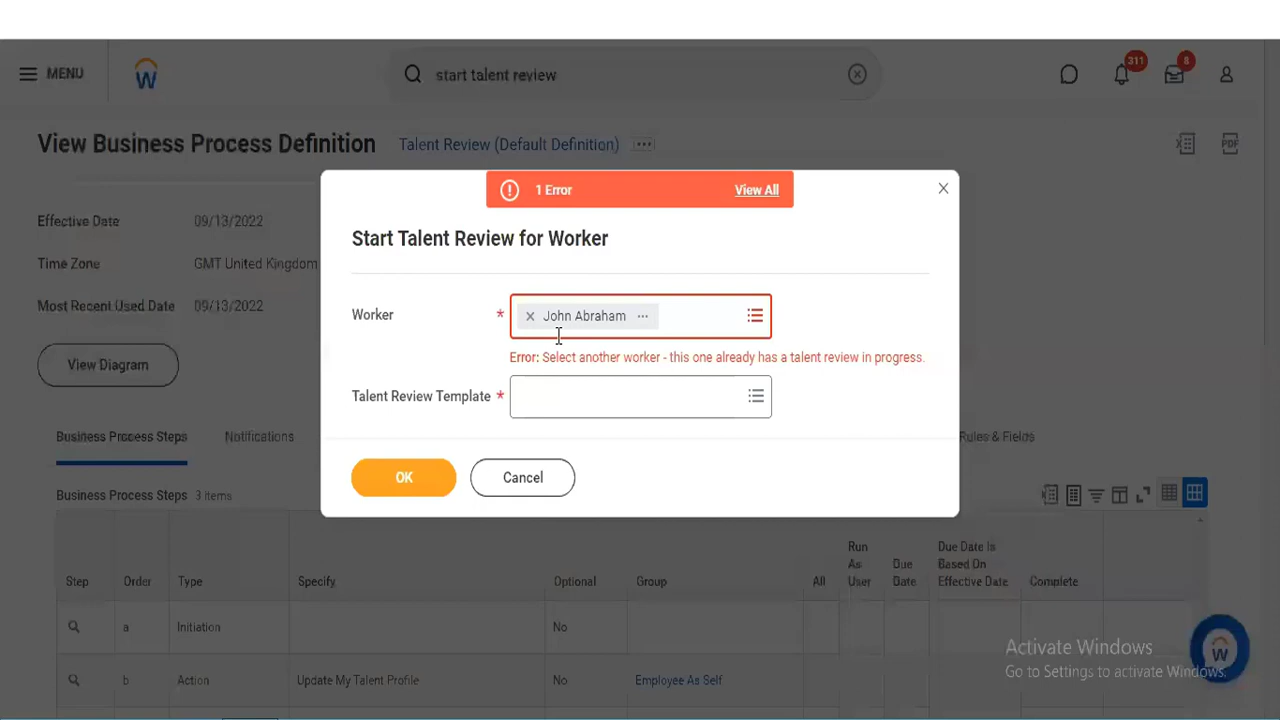 MENU
start talent review
311
8
View Business Process Definition
Talent Review (Default Definition)
PDF
1 Error
View All
Effective Date
09/13/2022
Start Talent Review for Worker
Time Zone
GMT United Kingdom
Most Recent Used Date
09/13/2022
Worker
*
John Abraham
Error: Select another worker - this one already has a talent review in progress.
View Diagram
Talent Review Template *
Business Process Steps
Notifications
Rules & Fields
OK
Cancel
Business Process Steps 3 items
Step
Order
Type
Specify
Optional
Group
All
Run As User
Due Date
Due Date Is Based On Effective Date
Complete
a
Initiation
No
b
Action
Update My Talent Profile
No
Employee As Self
Activate Windows
Go to Settings to activate Windows.